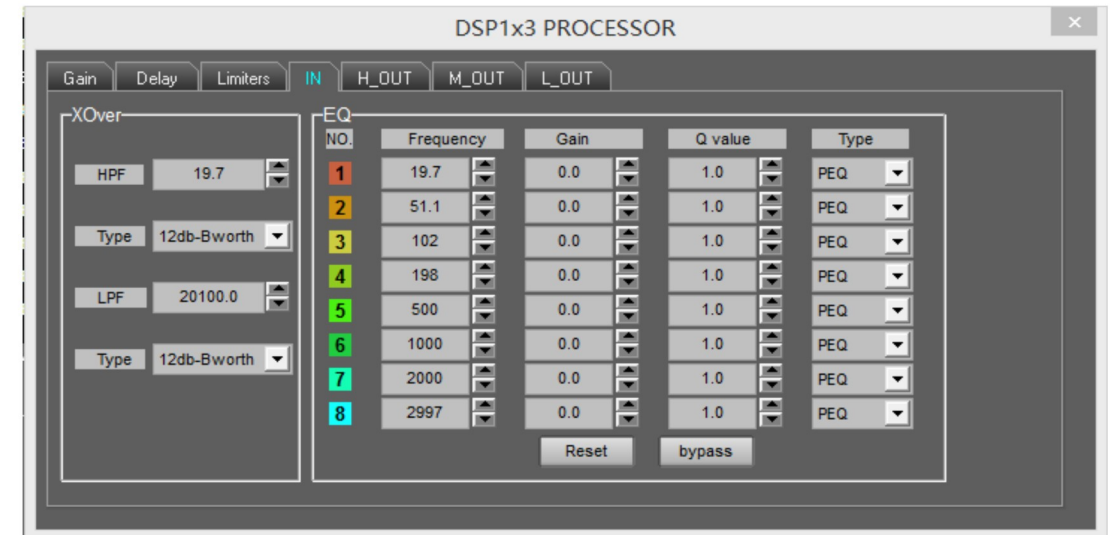 DSP1x3 PROCESSOR
Gain Delay Limiters IN H_OUT M_OUT L_OUT
XOver
HPF 19.7
Type 12db-Bworth
LPF 20100.0
Type 12db-Bworth
EQ
NO. Frequency Gain Q value Type
1 19.7 0.0 1.0 PEQ
2 51.1 0.0 1.0 PEQ
3 102 0.0 1.0 PEQ
4 198 0.0 1.0 PEQ
5 500 0.0 1.0 PEQ
6 1000 0.0 1.0 PEQ
7 2000 0.0 1.0 PEQ
8 2997 0.0 1.0 PEQ
Reset bypass